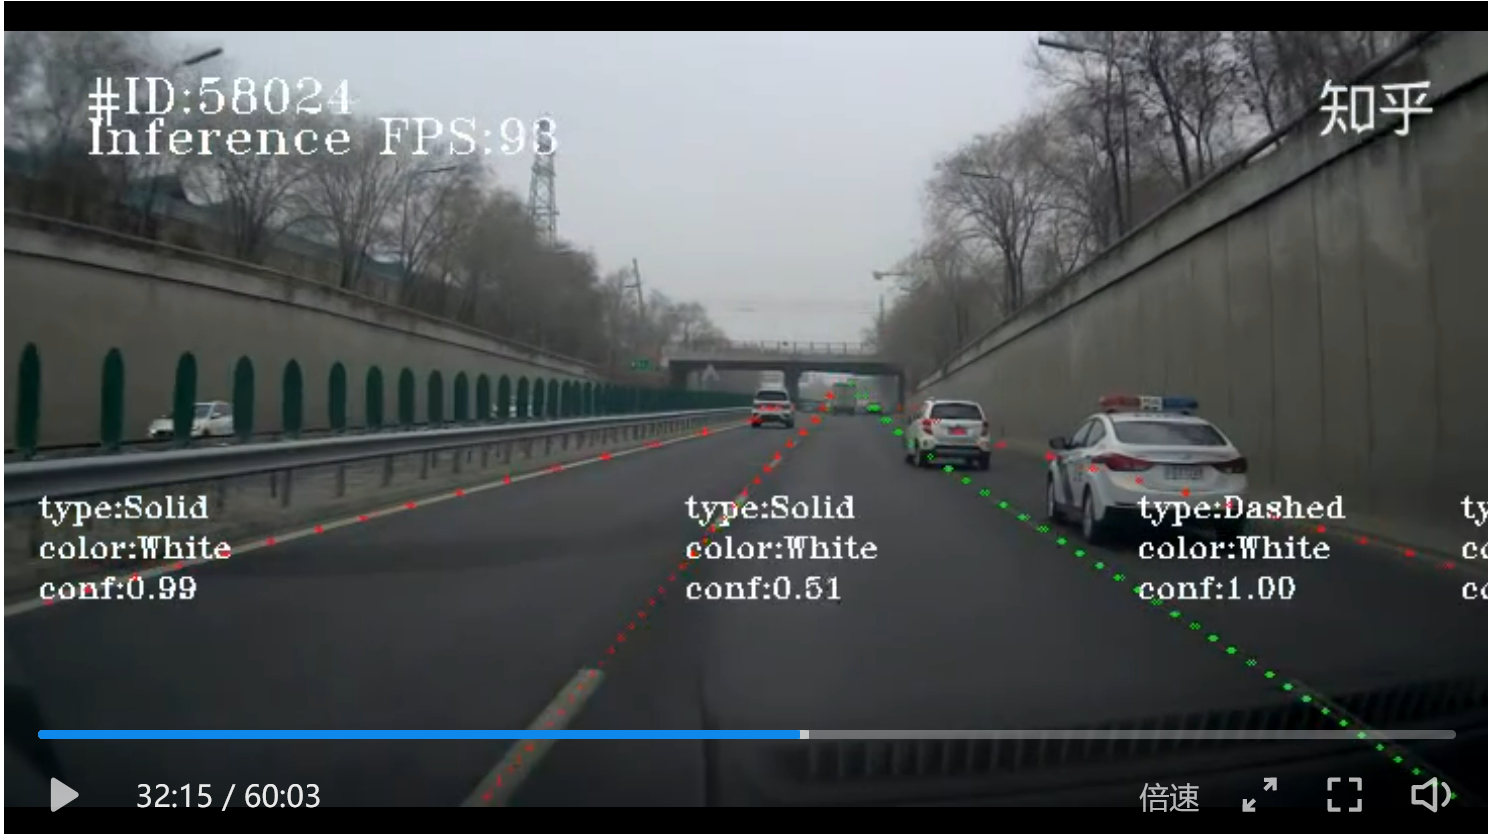 #ID:58024
Inference FPS:98
知乎
type:Solid
color:White
conf:0.99
type:Solid
color:White
conf:0.51
type:Dashed
color:White
conf:1.00
32:15 / 60:03
倍速